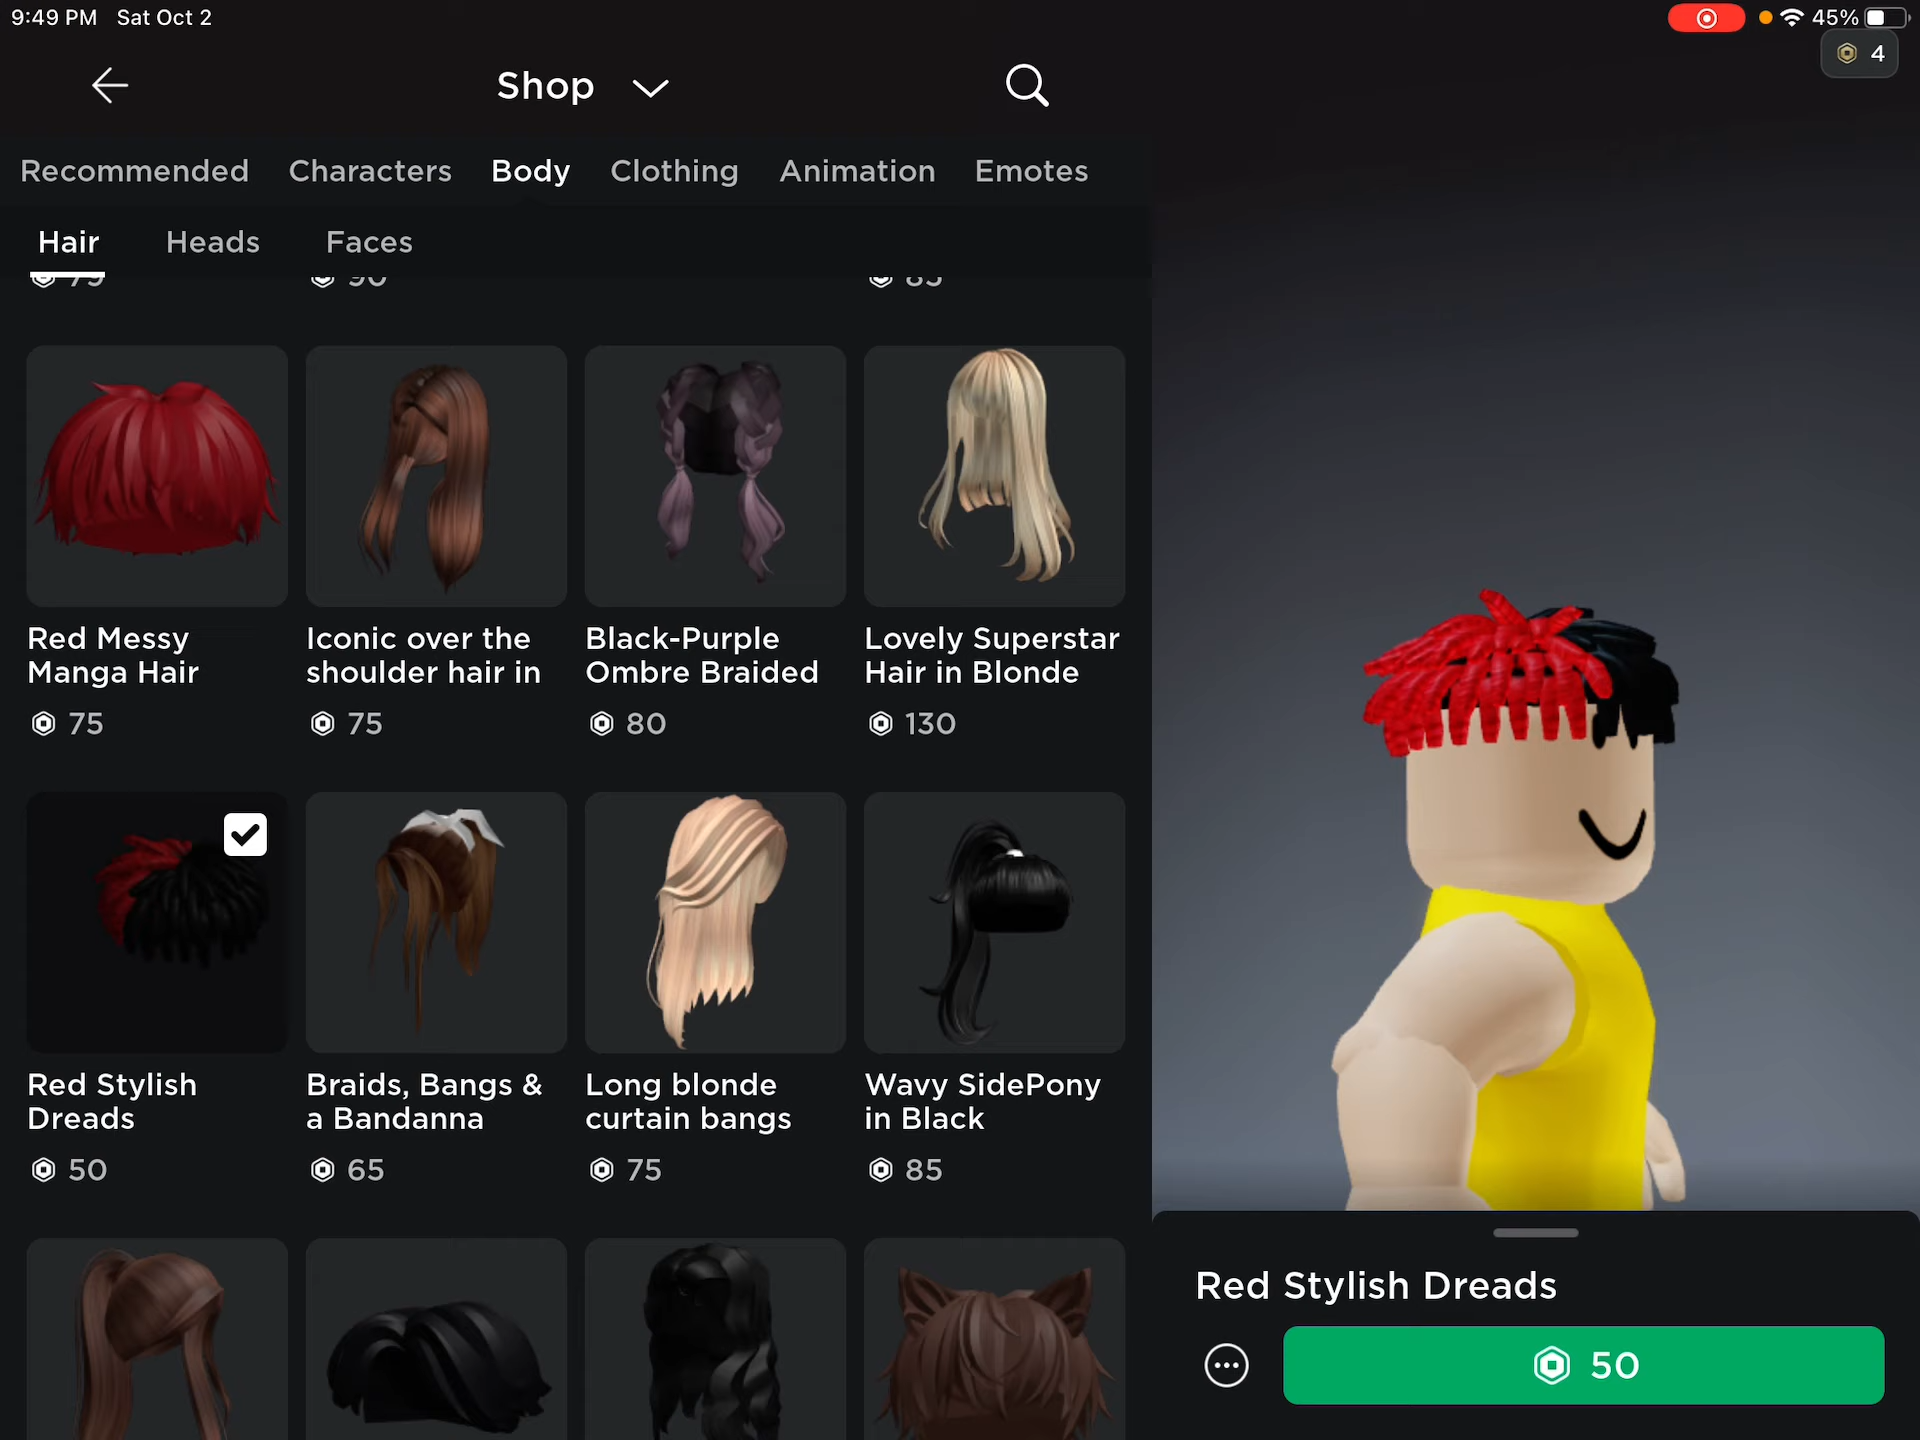 9:49 PM Sat Oct 2
45%
4
Shop
Recommended Characters Body Clothing Animation Emotes
Hair Heads Faces
79 90 85
Red Messy Manga Hair
75
Iconic over the shoulder hair in
75
Black-Purple Ombre Braided
80
Lovely Superstar Hair in Blonde
130
Red Stylish Dreads
50
Braids, Bangs & a Bandanna
65
Long blonde curtain bangs
75
Wavy SidePony in Black
85
Red Stylish Dreads
50